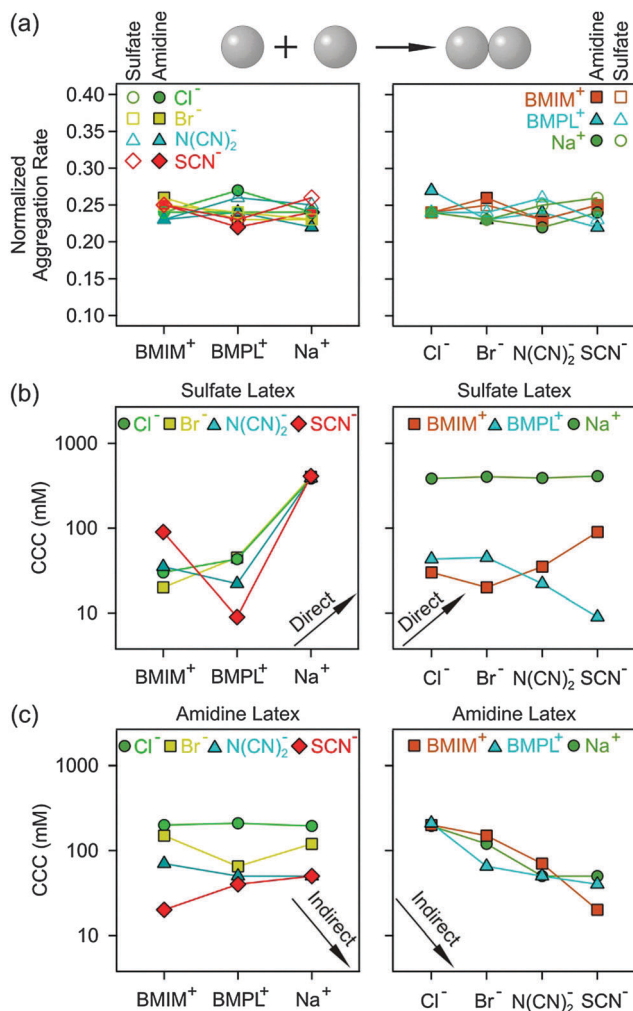 (a)
Sulfate
Amidine
Cl⁻
Br⁻
N(CN)₂⁻
SCN⁻
Amidine
Sulfate
BMIM⁺
BMPL⁺
Na⁺
Normalized
Aggregation Rate
0.40
0.35
0.30
0.25
0.20
0.15
0.10
BMIM⁺ BMPL⁺ Na⁺
Cl⁻ Br⁻ N(CN)₂⁻ SCN⁻
(b)
Sulfate Latex
Cl⁻ Br⁻ N(CN)₂⁻ SCN⁻
CCC (mM)
1000
100
10
Direct
BMIM⁺ BMPL⁺ Na⁺
Sulfate Latex
BMIM⁺ BMPL⁺ Na⁺
Direct
Cl⁻ Br⁻ N(CN)₂⁻ SCN⁻
(c)
Amidine Latex
Cl⁻ Br⁻ N(CN)₂⁻ SCN⁻
CCC (mM)
1000
100
10
Indirect
BMIM⁺ BMPL⁺ Na⁺
Amidine Latex
BMIM⁺ BMPL⁺ Na⁺
Indirect
Cl⁻ Br⁻ N(CN)₂⁻ SCN⁻